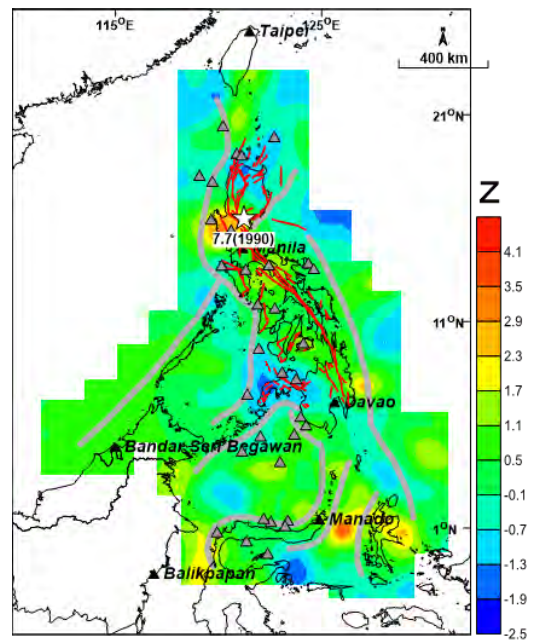 115°E
125°E
Taipei
400 km
21°N
Z
7.7(1990)
Manila
4.1
3.5
2.9
11°N
2.3
1.7
1.1
Davao
0.5
Bandar Seri Begawan
-0.1
-0.7
Manado
1°N
-1.3
Balikpapan
-1.9
-2.5